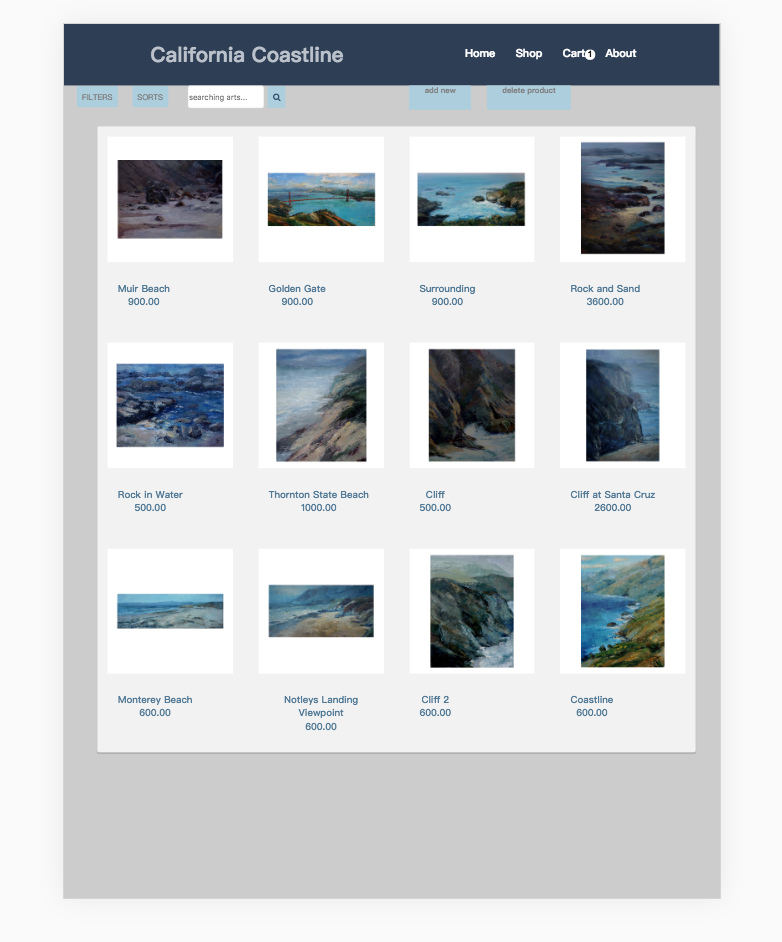 California Coastline
Home Shop Cart 1 About
FILTERS SORTS searching arts... add new delete product
Muir Beach
900.00
Golden Gate
900.00
Surrounding
900.00
Rock and Sand
3600.00
Rock in Water
500.00
Thornton State Beach
1000.00
Cliff
500.00
Cliff at Santa Cruz
2600.00
Monterey Beach
600.00
Notleys Landing
Viewpoint
600.00
Cliff 2
600.00
Coastline
600.00